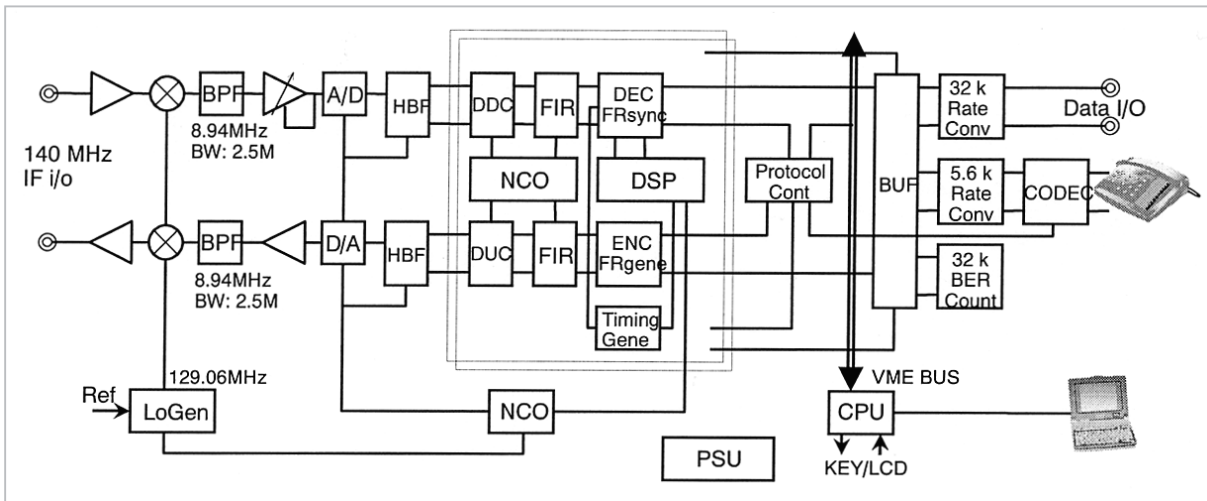 140 MHz
IF i/o
BPF
8.94MHz
BW: 2.5M
A/D
HBF
DDC
FIR
DEC
FRsync
NCO
DSP
Protocol
Cont
BUF
32 k
Rate
Conv
Data I/O
5.6 k
Rate
Conv
CODEC
BPF
8.94MHz
BW: 2.5M
D/A
HBF
DUC
FIR
ENC
FRgene
32 k
BER
Count
Timing
Gene
129.06MHz
Ref
LoGen
NCO
VME BUS
CPU
KEY/LCD
PSU